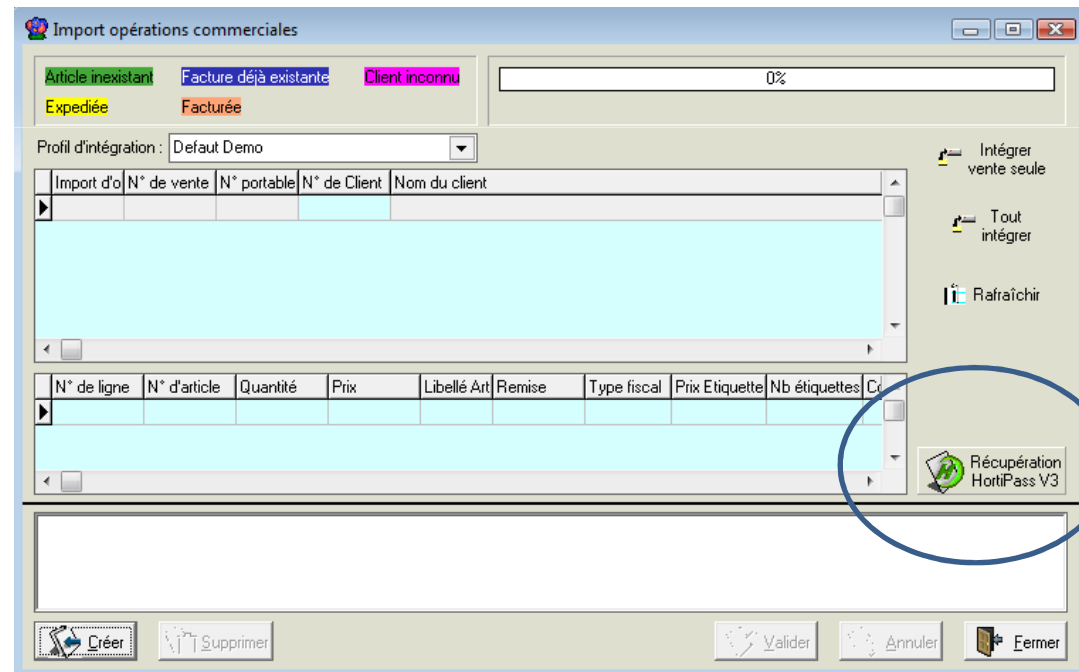 Import opérations commerciales
Article inexistant Facture déjà existante Client inconnu
Expediée Facturée
0%
Profil d'intégration : Defaut Demo
Import d'o N° de vente N° portable N° de Client Nom du client
Intégrer
vente seule
Tout
intégrer
Rafraîchir
N° de ligne N° d'article Quantité Prix Libellé Art Remise Type fiscal Prix Etiquette Nb étiquettes
Récupération
HortiPass V3
Créer Supprimer Valider Annuler Fermer